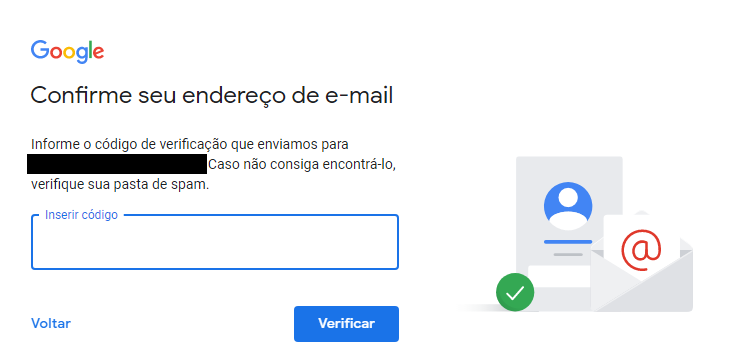 Google
Confirme seu endereço de e-mail
Informe o código de verificação que enviamos para
Caso não consiga encontrá-lo,
verifique sua pasta de spam.
Inserir código
Voltar
Verificar
@